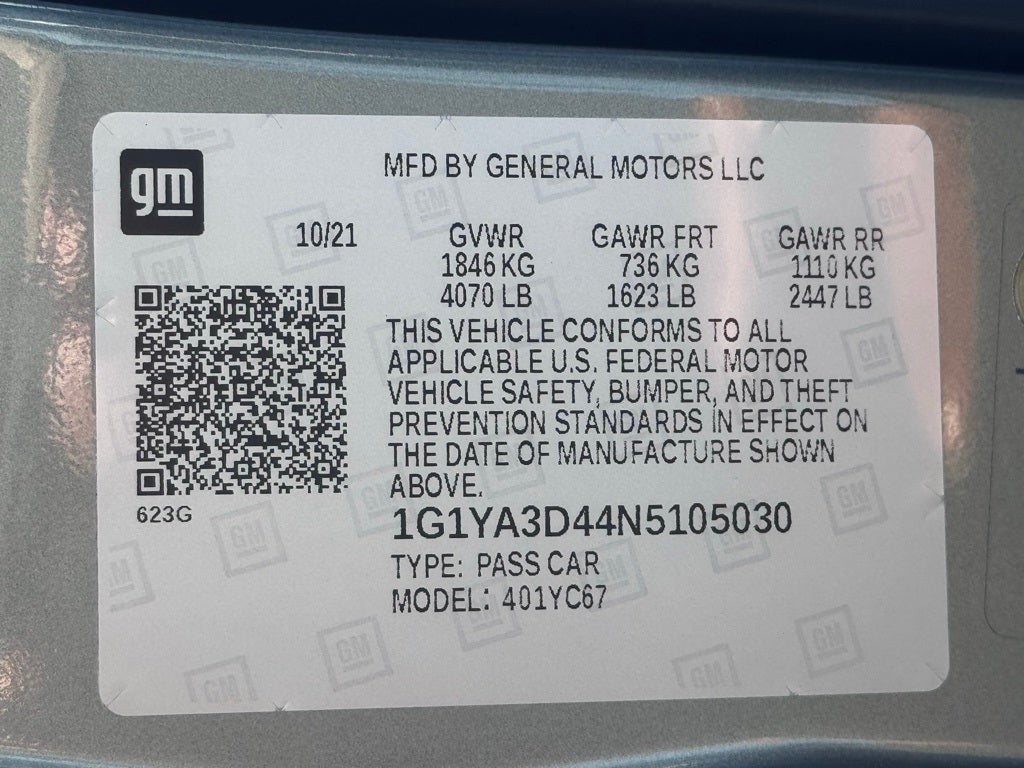 gm
MFD BY GENERAL MOTORS LLC
10/21 GVWR GAWR FRT GAWR RR
1846 KG 736 KG 1110 KG
4070 LB 1623 LB 2447 LB
THIS VEHICLE CONFORMS TO ALL
APPLICABLE U.S. FEDERAL MOTOR
VEHICLE SAFETY, BUMPER, AND THEFT
PREVENTION STANDARDS IN EFFECT ON
THE DATE OF MANUFACTURE SHOWN
ABOVE.
623G
1G1YA3D44N5105030
TYPE: PASS CAR
MODEL: 401YC67